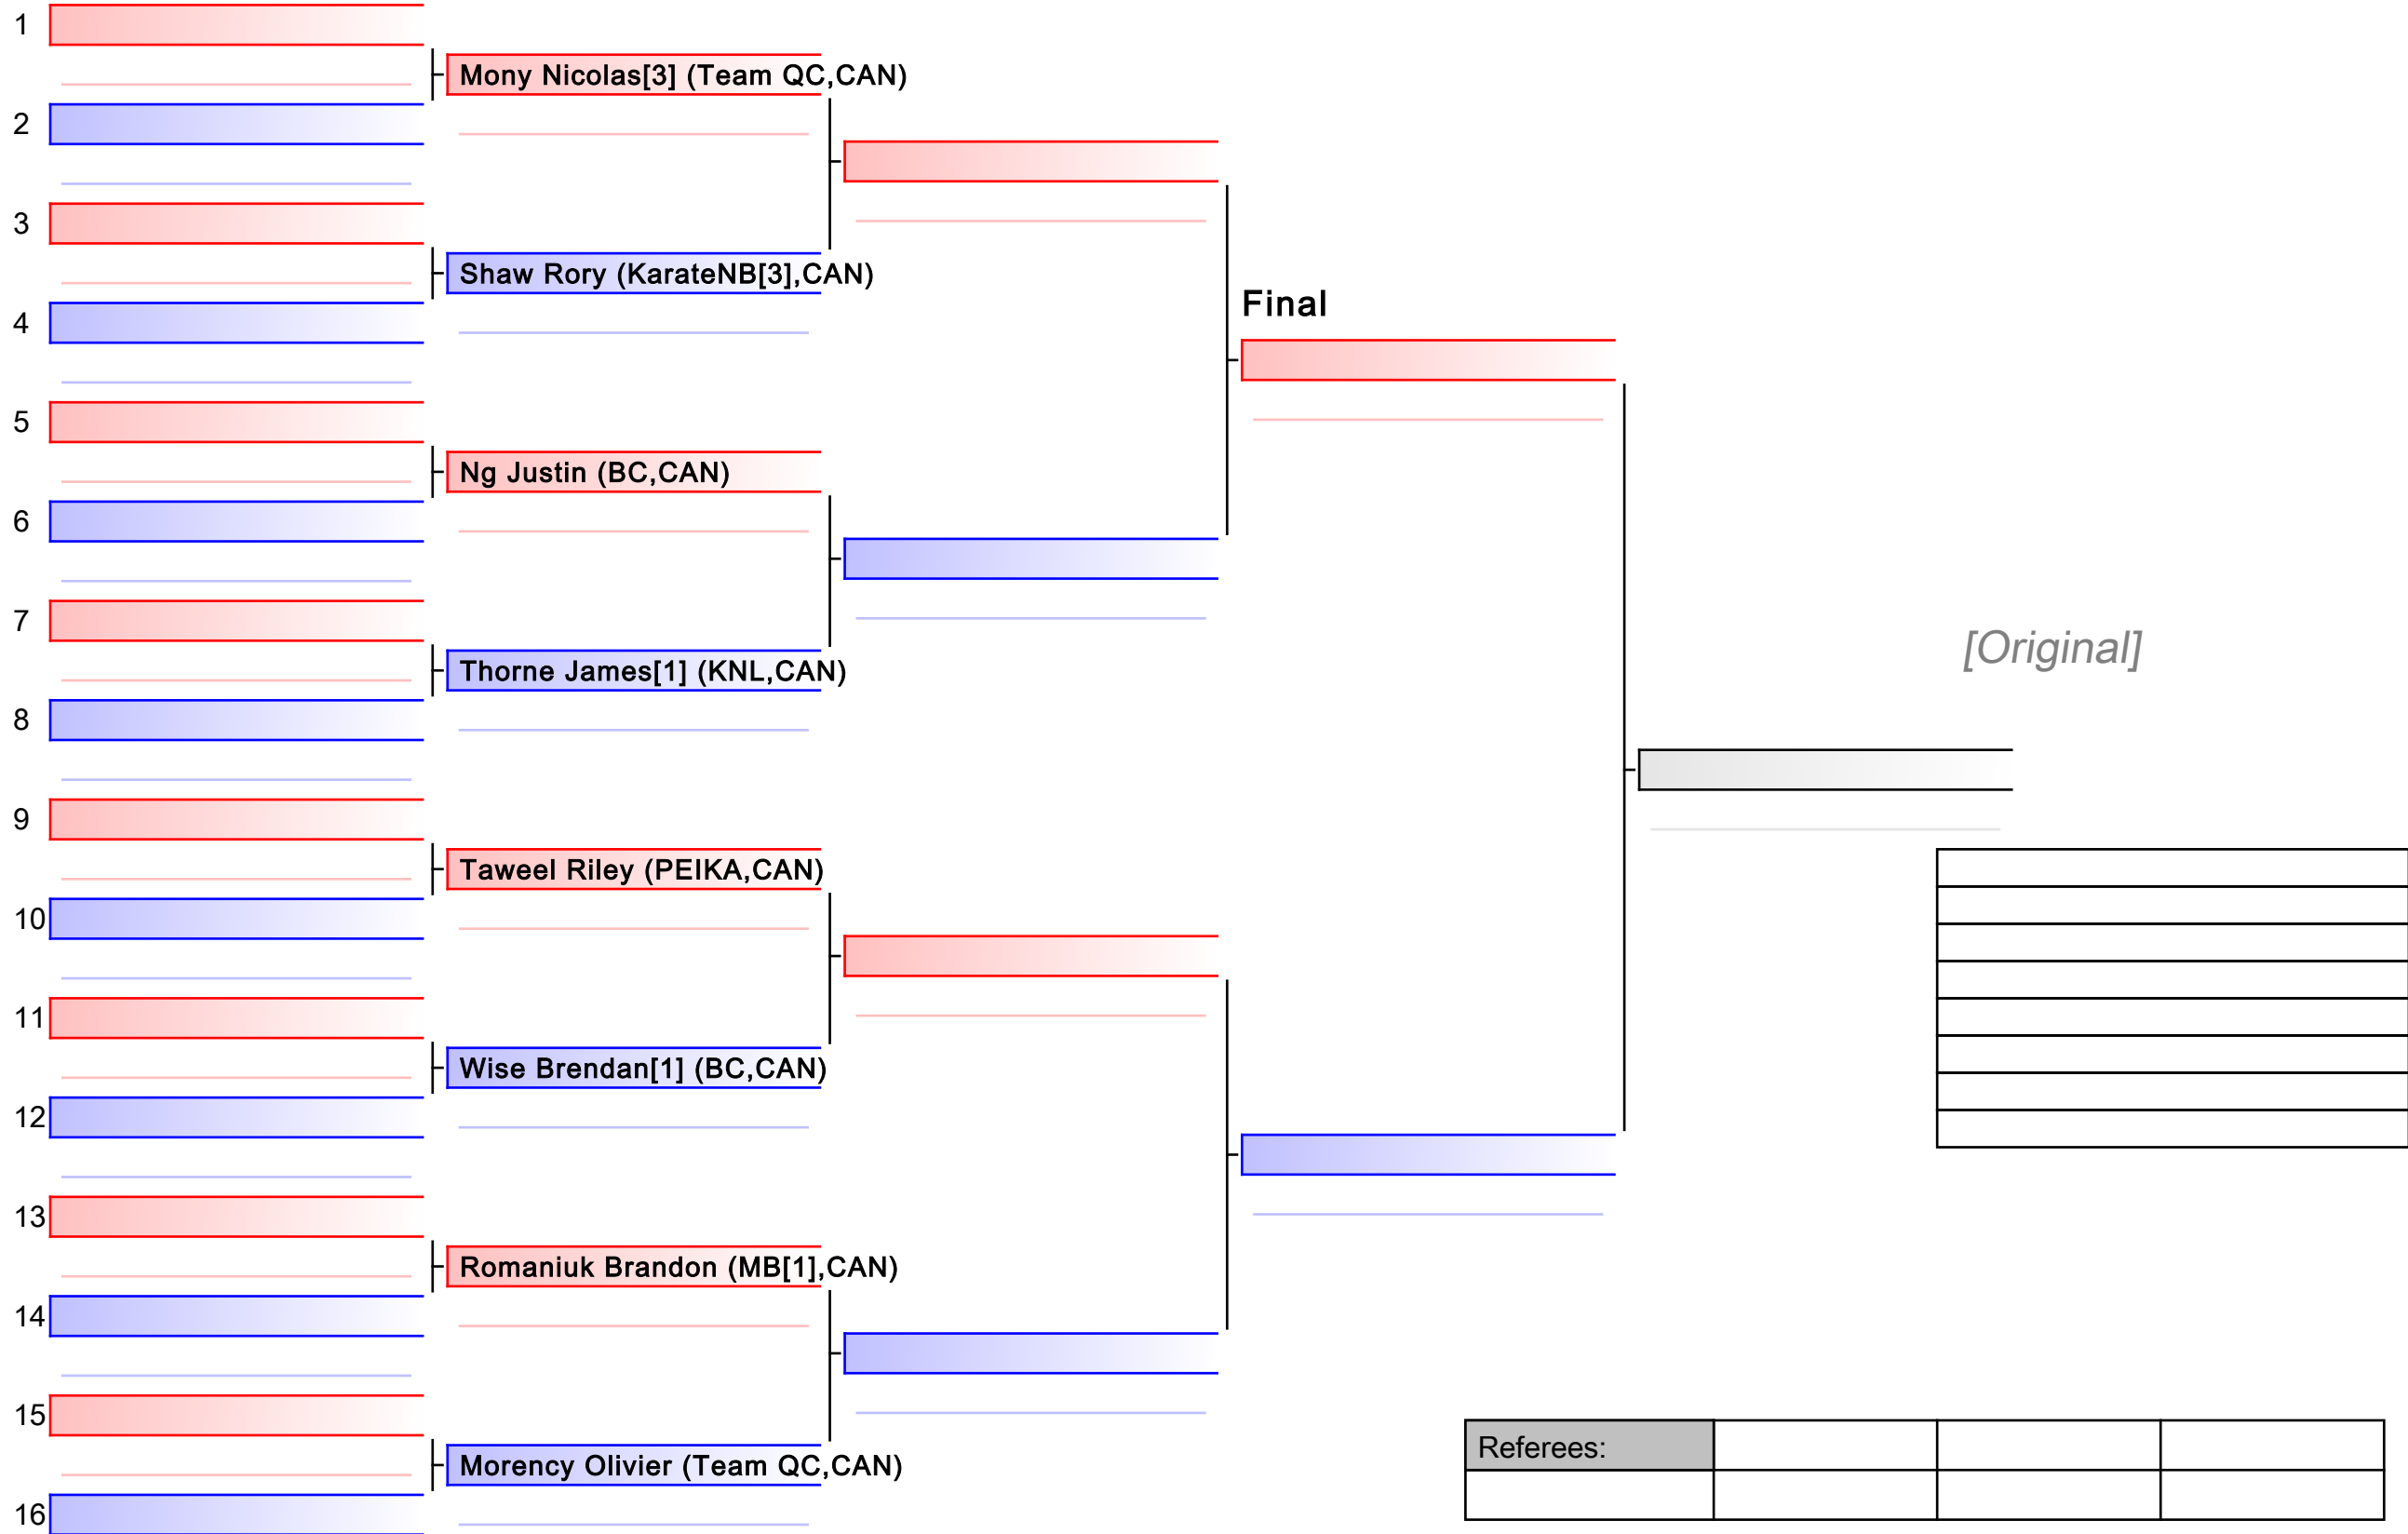 1
Mony Nicolas[3] (Team QC,CAN)
2
3
Shaw Rory (KarateNB[3],CAN)
4
Final
5
Ng Justin (BC,CAN)
6
7
[Original]
Thorne James[1] (KNL,CAN)
8
9
Taweel Riley (PEIKA,CAN)
10
11
Wise Brendan[1] (BC,CAN)
12
13
Romaniuk Brandon (MB[1],CAN)
14
15
Referees:
Morency Olivier (Team QC,CAN)
16